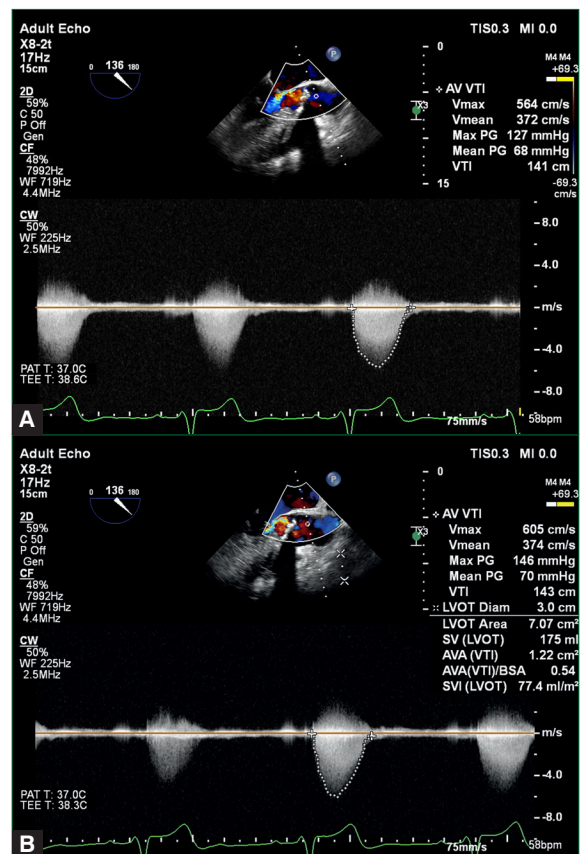 Adult Echo
TIS0.3 MI 0.0
X8-2t
17Hz
15cm
0 136 180
P
0
M4 M4
+69.3
2D
59%
C 50
P Off
Gen
CF
48%
7992Hz
WF 719Hz
4.4MHz
X3
AV VTI
Vmax 564 cm/s
Vmean 372 cm/s
Max PG 127 mmHg
Mean PG 68 mmHg
VTI 141 cm
15
-69.3
cm/s
CW
50%
WF 225Hz
2.5MHz
- 8.0
- 4.0
m/s
-4.0
-8.0
PAT T: 37.0C
TEE T: 38.6C
75mm/s
58bpm
A
Adult Echo
TIS0.3 MI 0.0
X8-2t
17Hz
15cm
0 136 180
P
0
M4 M4
+69.3
2D
59%
C 50
P Off
Gen
CF
48%
7992Hz
WF 719Hz
4.4MHz
X3
AV VTI
Vmax 605 cm/s
Vmean 374 cm/s
Max PG 146 mmHg
Mean PG 70 mmHg
VTI 143 cm
LVOT Diam 3.0 cm
LVOT Area 7.07 cm²
SV (LVOT) 175 ml
AVA (VTI) 1.22 cm²
AVA(VTI)/BSA 0.54
SVI (LVOT) 77.4 ml/m²
CW
50%
WF 225Hz
2.5MHz
m/s
-4.0
-8.0
PAT T: 37.0C
TEE T: 38.3C
75mm/s
58bpm
B